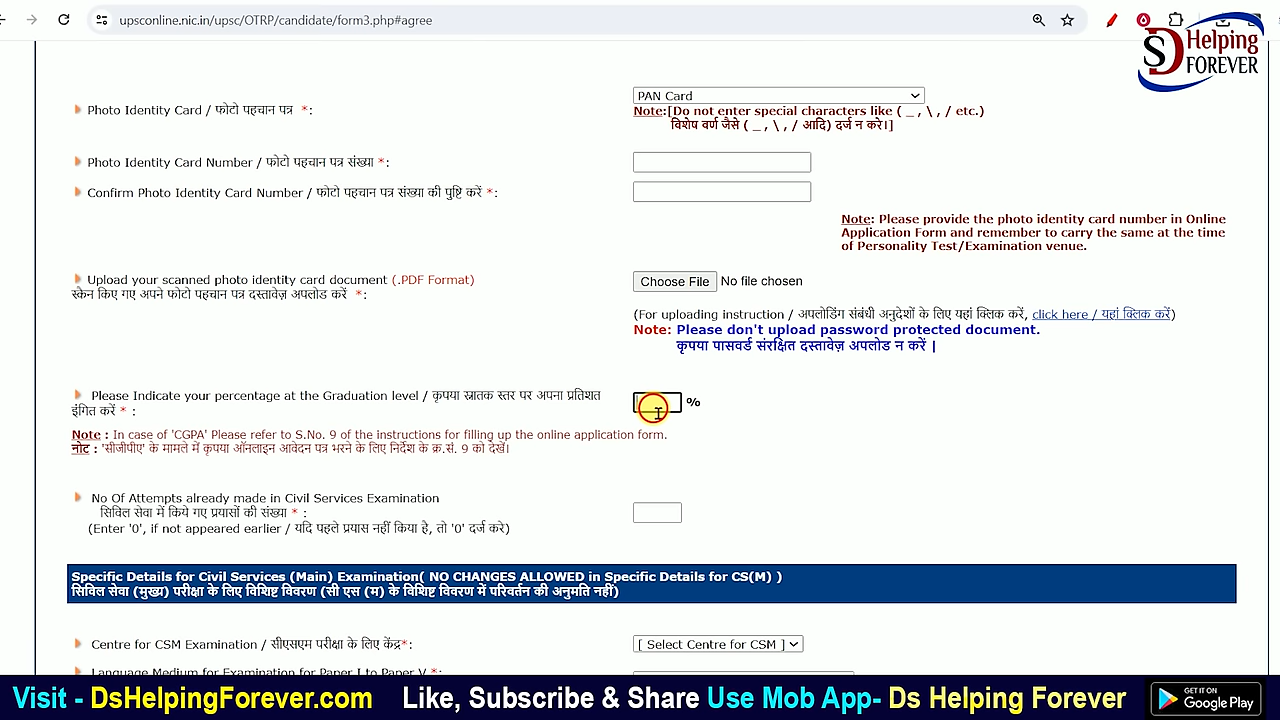 upsconline.nic.in/upsc/OTRP/candidate/form3.php#agree
DS Helping FOREVER
Photo Identity Card / फोटो पहचान पत्र *:
PAN Card
Note:[Do not enter special characters like ( _ , \ , / etc.)
विशेष वर्ण जैसे ( _ , \ , / आदि) दर्ज न करे।]
Photo Identity Card Number / फोटो पहचान पत्र संख्या *:
Confirm Photo Identity Card Number / फोटो पहचान पत्र संख्या की पुष्टि करें *:
Note: Please provide the photo identity card number in Online
Application Form and remember to carry the same at the time
of Personality Test/Examination venue.
Upload your scanned photo identity card document (.PDF Format)
स्कैन किए गए अपने फोटो पहचान पत्र दस्तावेज़ अपलोड करें *:
Choose File No file chosen
(For uploading instruction / अपलोडिंग संबंधी अनुदेशों के लिए यहां क्लिक करें, click here / यहां क्लिक करें)
Note: Please don't upload password protected document.
कृपया पासवर्ड संरक्षित दस्तावेज़ अपलोड न करें |
Please Indicate your percentage at the Graduation level / कृपया स्नातक स्तर पर अपना प्रतिशत
इंगित करें * :
%
Note : In case of 'CGPA' Please refer to S.No. 9 of the instructions for filling up the online application form.
नोट : 'सीजीपीए' के मामले में कृपया ऑनलाइन आवेदन पत्र भरने के लिए निर्देश के क्र.सं. 9 को देखें।
No Of Attempts already made in Civil Services Examination
सिविल सेवा में किये गए प्रयासों की संख्या * :
(Enter '0', if not appeared earlier / यदि पहले प्रयास नहीं किया है, तो '0' दर्ज करे)
Specific Details for Civil Services (Main) Examination( NO CHANGES ALLOWED in Specific Details for CS(M) )
सिविल सेवा (मुख्य) परीक्षा के लिए विशिष्ट विवरण (सी एस (म) के विशिष्ट विवरण में परिवर्तन की अनुमति नहीं)
Centre for CSM Examination / सीएसएम परीक्षा के लिए केंद्र*:
[ Select Centre for CSM ]
Language Medium for Examination for Paper I to Paper V *:
Visit - DsHelpingForever.com Like, Subscribe & Share Use Mob App- Ds Helping Forever
GET IT ON
Google Play